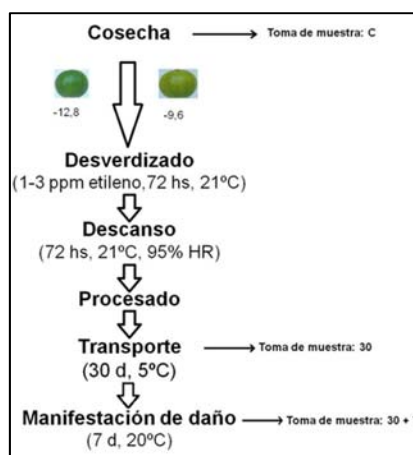 Cosecha
Toma de muestra: C
-12,8
-9,6
Desverdizado
(1-3 ppm etileno,72 hs, 21ºC)
Descanso
(72 hs, 21ºC, 95% HR)
Procesado
Transporte
Toma de muestra: 30
(30 d, 5ºC)
Manifestación de daño
Toma de muestra: 30 +
(7 d, 20ºC)